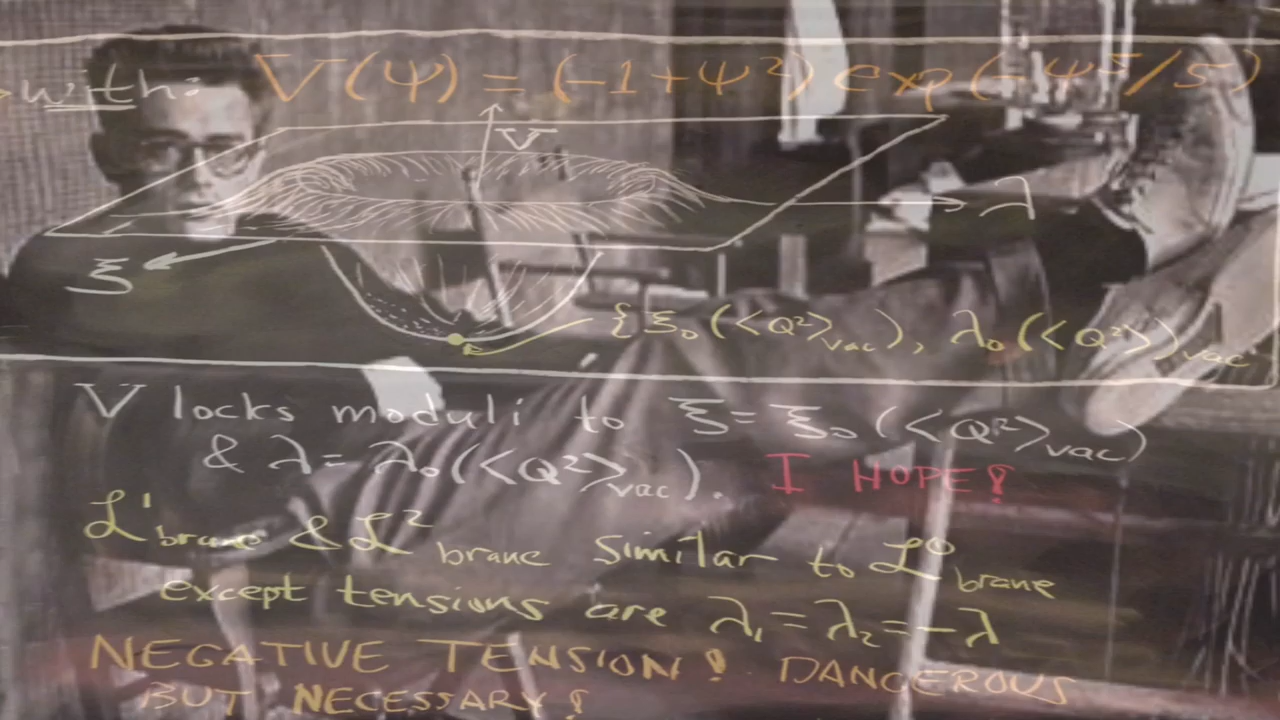 with: V(Ψ) = (-1+Ψ²) exp(-Ψ⁵/5)
V
λ
ξ
{ξ₀(<Q²>vac), λ₀(<Q²>)vac
V locks moduli to ξ = ξ₀(<Q²>vac)
& λ = λ₀(<Q²>vac). I HOPE!
ℒ¹brane & ℒ²brane similar to ℒ⁰brane
except tensions are λ₁ = λ₂ = -λ
NEGATIVE TENSION! DANGEROUS
BUT NECESSARY!